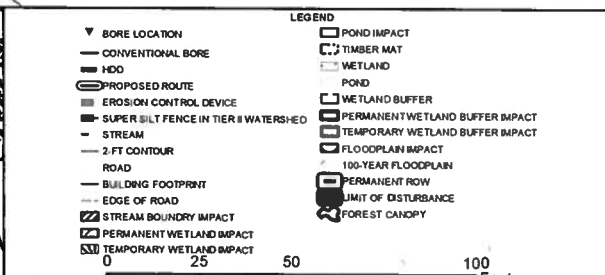 LEGEND
BORE LOCATION
CONVENTIONAL BORE
HDD
PROPOSED ROUTE
EROSION CONTROL DEVICE
SUPER SILT FENCE IN TIER II WATERSHED
STREAM
2-FT CONTOUR
ROAD
BUILDING FOOTPRINT
EDGE OF ROAD
STREAM BOUNDRY IMPACT
PERMANENT WETLAND IMPACT
TEMPORARY WETLAND IMPACT
POND IMPACT
TIMBER MAT
WETLAND
POND
WETLAND BUFFER
PERMANENT WETLAND BUFFER IMPACT
TEMPORARY WETLAND BUFFER IMPACT
FLOODPLAIN IMPACT
100-YEAR FLOODPLAIN
PERMANENT ROW
LIMIT OF DISTURBANCE
FOREST CANOPY
0 25 50 100